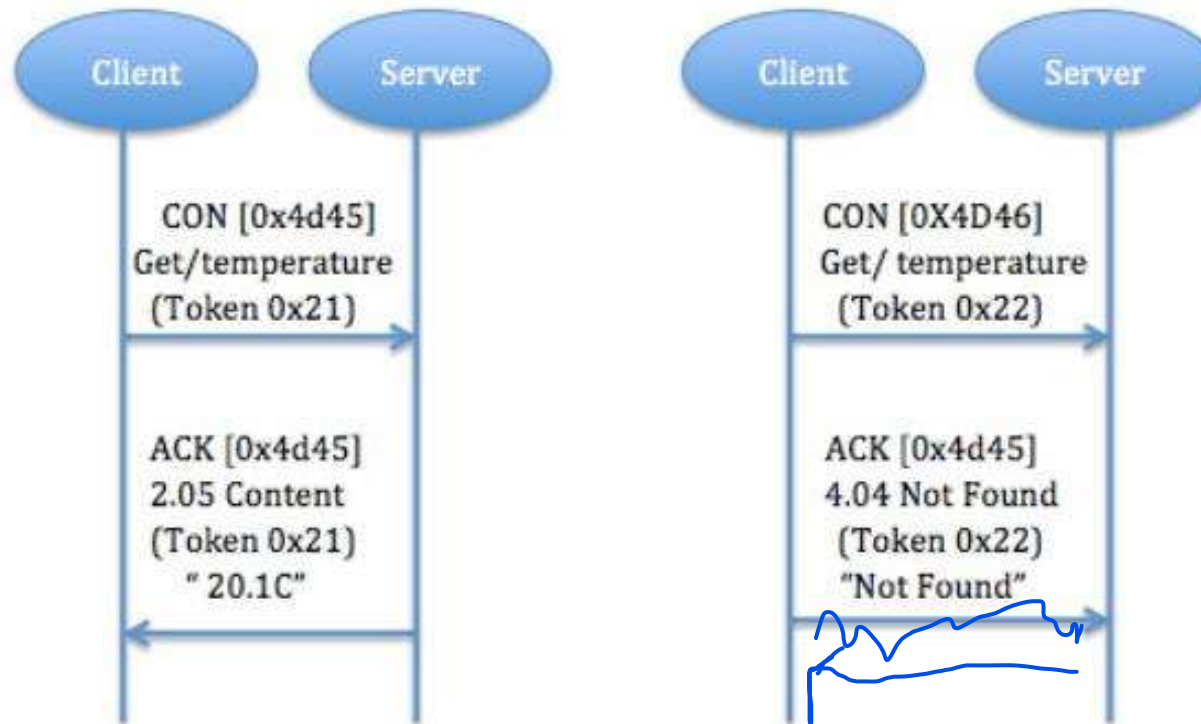 Client
Server
CON [0x4d45]
Get/temperature
(Token 0x21)
ACK [0x4d45]
2.05 Content
(Token 0x21)
“ 20.1C”
Client
Server
CON [0X4D46]
Get/ temperature
(Token 0x22)
ACK [0x4d45]
4.04 Not Found
(Token 0x22)
”Not Found”